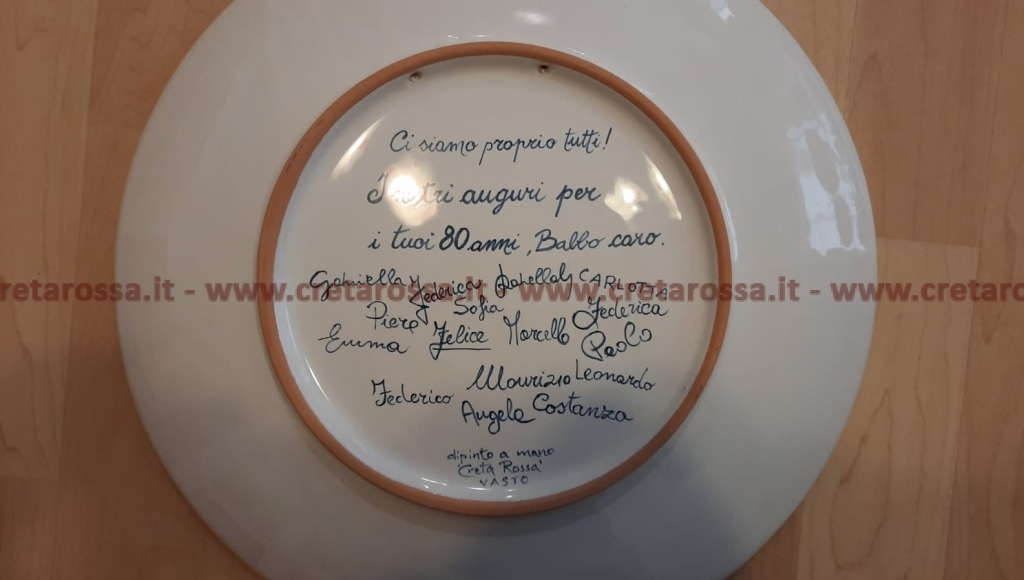 Ci siamo proprio tutti!
I nostri auguri per
i tuoi 80 anni, Babbo caro.
Gabriella Federica CARLOTTA
Piera Sofia Federica
Emma Felice Marcello Paolo
Federico Maurizio Leonardo
Angela Costanza
dipinto a mano
"Creta Rossa"
VASTO
cretarossa.it - www.cretarossa.it - www.cretarossa.it - www.cretaro